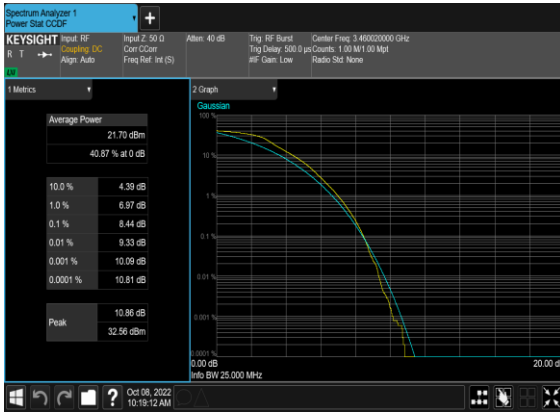 Spectrum Analyzer 1
Power Stat CCDF
KEYSIGHT
R T
LW
Input: RF
Coupling: DC
Align: Auto
Input Z: 50 Ω
Corr CCorr
Freq Ref: Int (S)
Atten: 40 dB
Trig: RF Burst
Trig Delay: 500.0 µs
#IF Gain: Low
Center Freq: 3.460020000 GHz
Counts: 1.00 M/1.00 Mpt
Radio Std: None
1 Metrics
Average Power
21.70 dBm
40.87 % at 0 dB
10.0 % 4.39 dB
1.0 % 6.97 dB
0.1 % 8.44 dB
0.01 % 9.33 dB
0.001 % 10.09 dB
0.0001 % 10.81 dB
Peak
10.86 dB
32.56 dBm
2 Graph
Gaussian
100 %
10 %
1 %
0.1 %
0.01 %
0.001 %
0.0001 %
0.00 dB
20.00 d
Info BW 25.000 MHz
?
Oct 08, 2022
10:19:12 AM